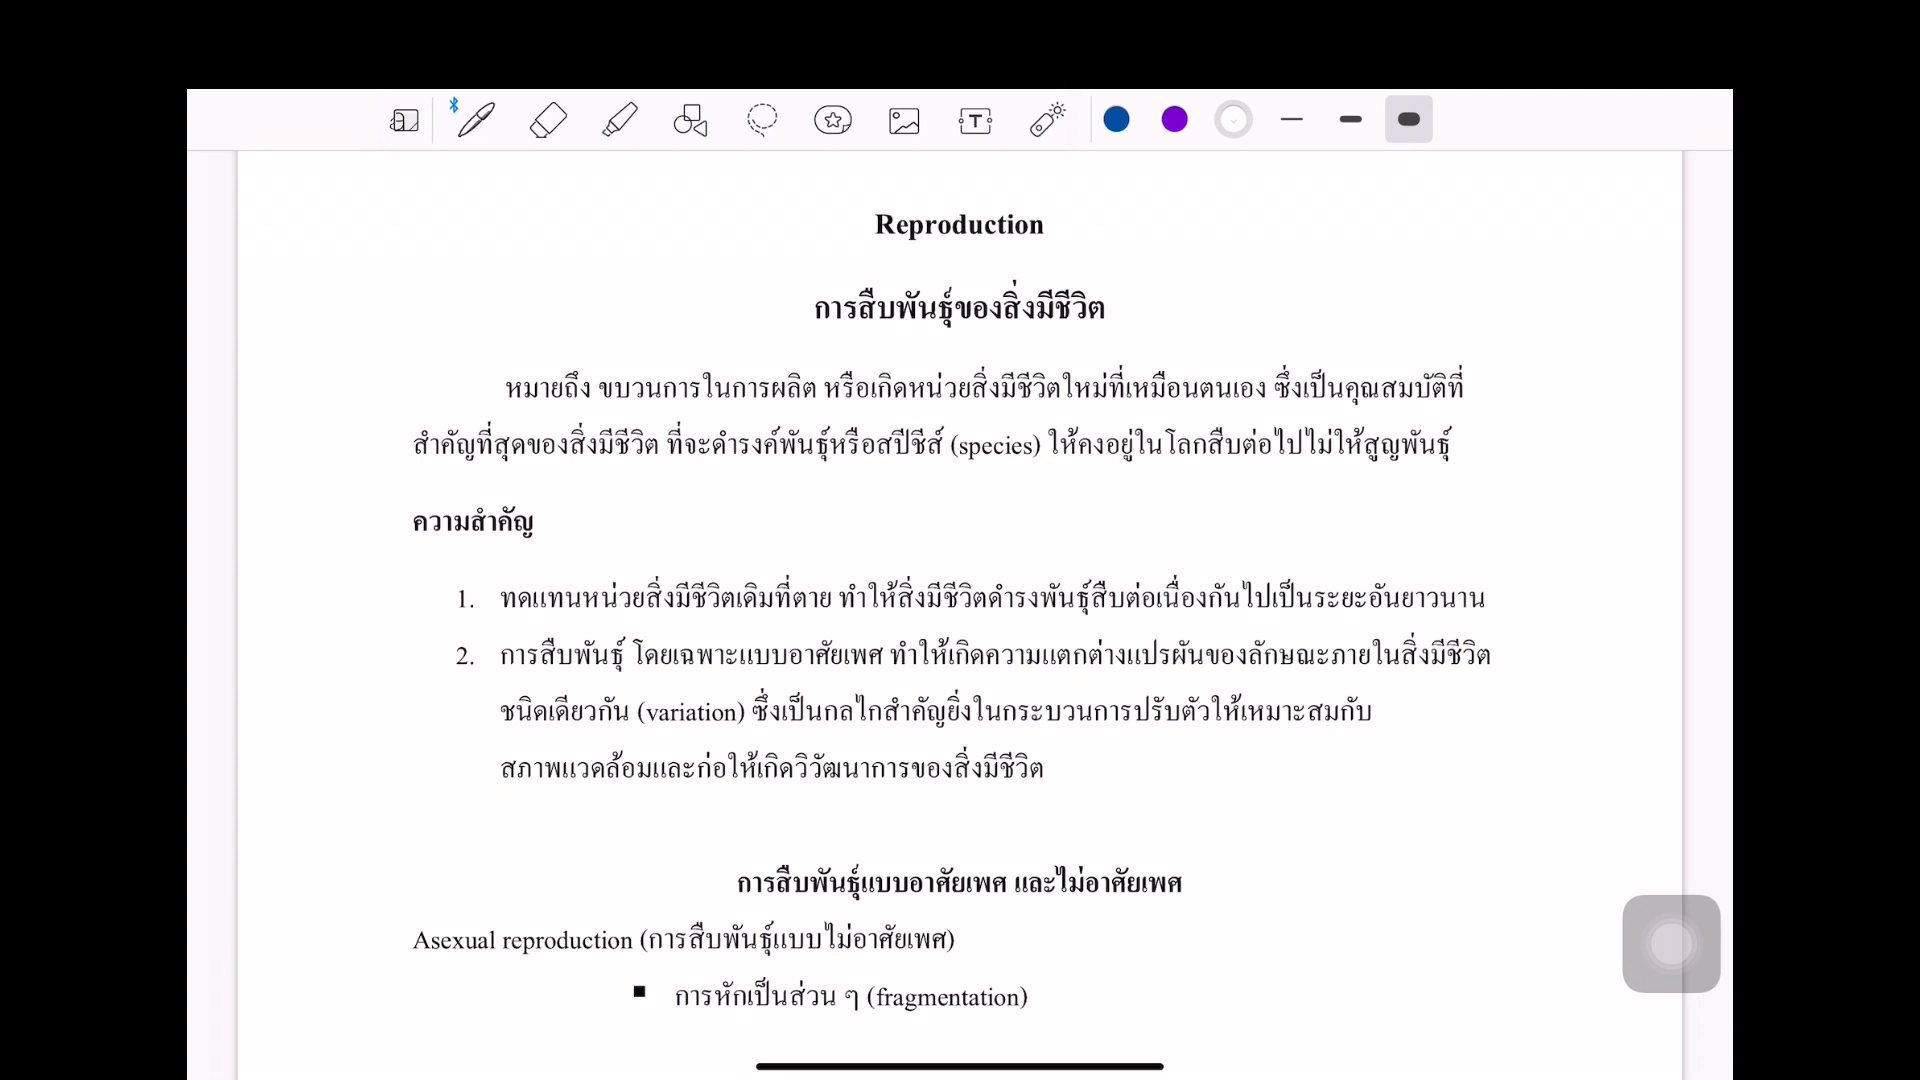 Reproduction
การสืบพันธุ์ของสิ่งมีชีวิต
หมายถึง ขบวนการในการผลิต หรือเกิดหน่วยสิ่งมีชีวิตใหม่ที่เหมือนตนเอง ซึ่งเป็นคุณสมบัติที่
สำคัญที่สุดของสิ่งมีชีวิต ที่จะดำรงค์พันธุ์หรือสปีชีส์ (species) ให้คงอยู่ในโลกสืบต่อไปไม่ให้สูญพันธุ์
ความสำคัญ
1. ทดแทนหน่วยสิ่งมีชีวิตเดิมที่ตาย ทำให้สิ่งมีชีวิตดำรงพันธุ์สืบต่อเนื่องกันไปเป็นระยะอันยาวนาน
2. การสืบพันธุ์ โดยเฉพาะแบบอาศัยเพศ ทำให้เกิดความแตกต่างแปรผันของลักษณะภายในสิ่งมีชีวิต
ชนิดเดียวกัน (variation) ซึ่งเป็นกลไกสำคัญยิ่งในกระบวนการปรับตัวให้เหมาะสมกับ
สภาพแวดล้อมและก่อให้เกิดวิวัฒนาการของสิ่งมีชีวิต
การสืบพันธุ์แบบอาศัยเพศ และไม่อาศัยเพศ
Asexual reproduction (การสืบพันธุ์แบบไม่อาศัยเพศ)
▪ การหักเป็นส่วน ๆ (fragmentation)